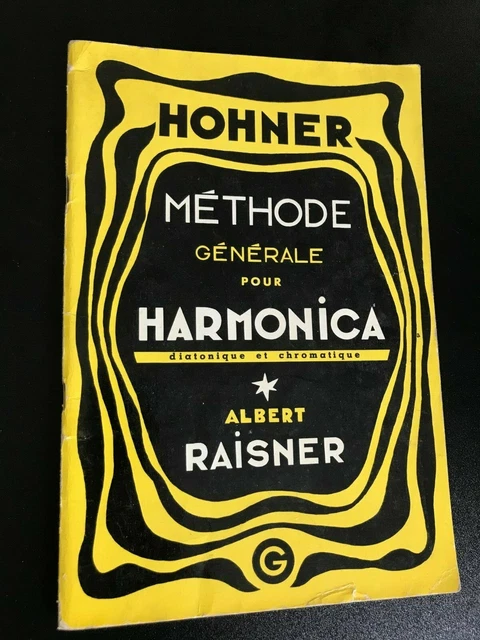 HOHNER
MÉTHODE
GÉNÉRALE
POUR
HARMONiCA
diatonique et chromatique
ALBERT
RAiSNER
G